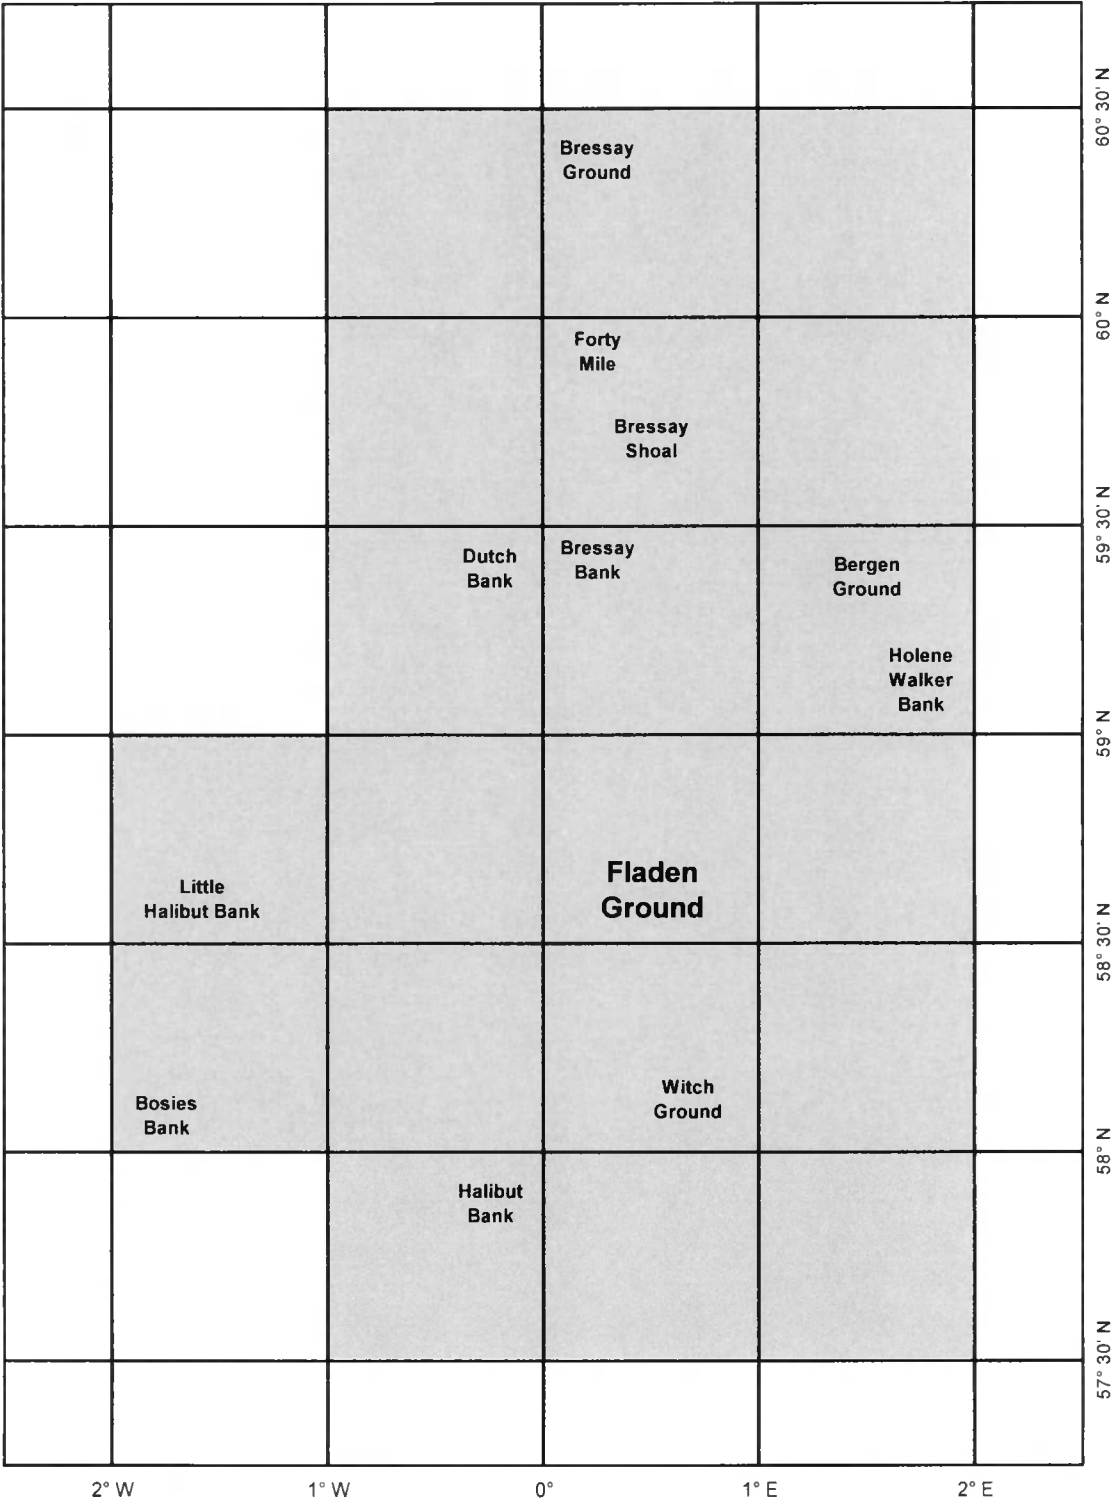 60° 30' N
Bressay
Ground
60° N
Forty
Mile
Bressay
Shoal
59° 30' N
Dutch
Bank
Bressay
Bank
Bergen
Ground
Holene
Walker
Bank
59° N
Fladen
Ground
Little
Halibut Bank
58° 30' N
Witch
Ground
Bosies
Bank
58° N
Halibut
Bank
57° 30' N
2° W
1° W
0°
1° E
2° E